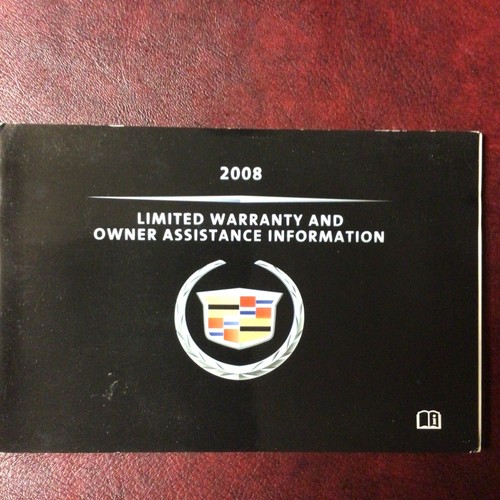 2008
LIMITED WARRANTY AND
OWNER ASSISTANCE INFORMATION
i